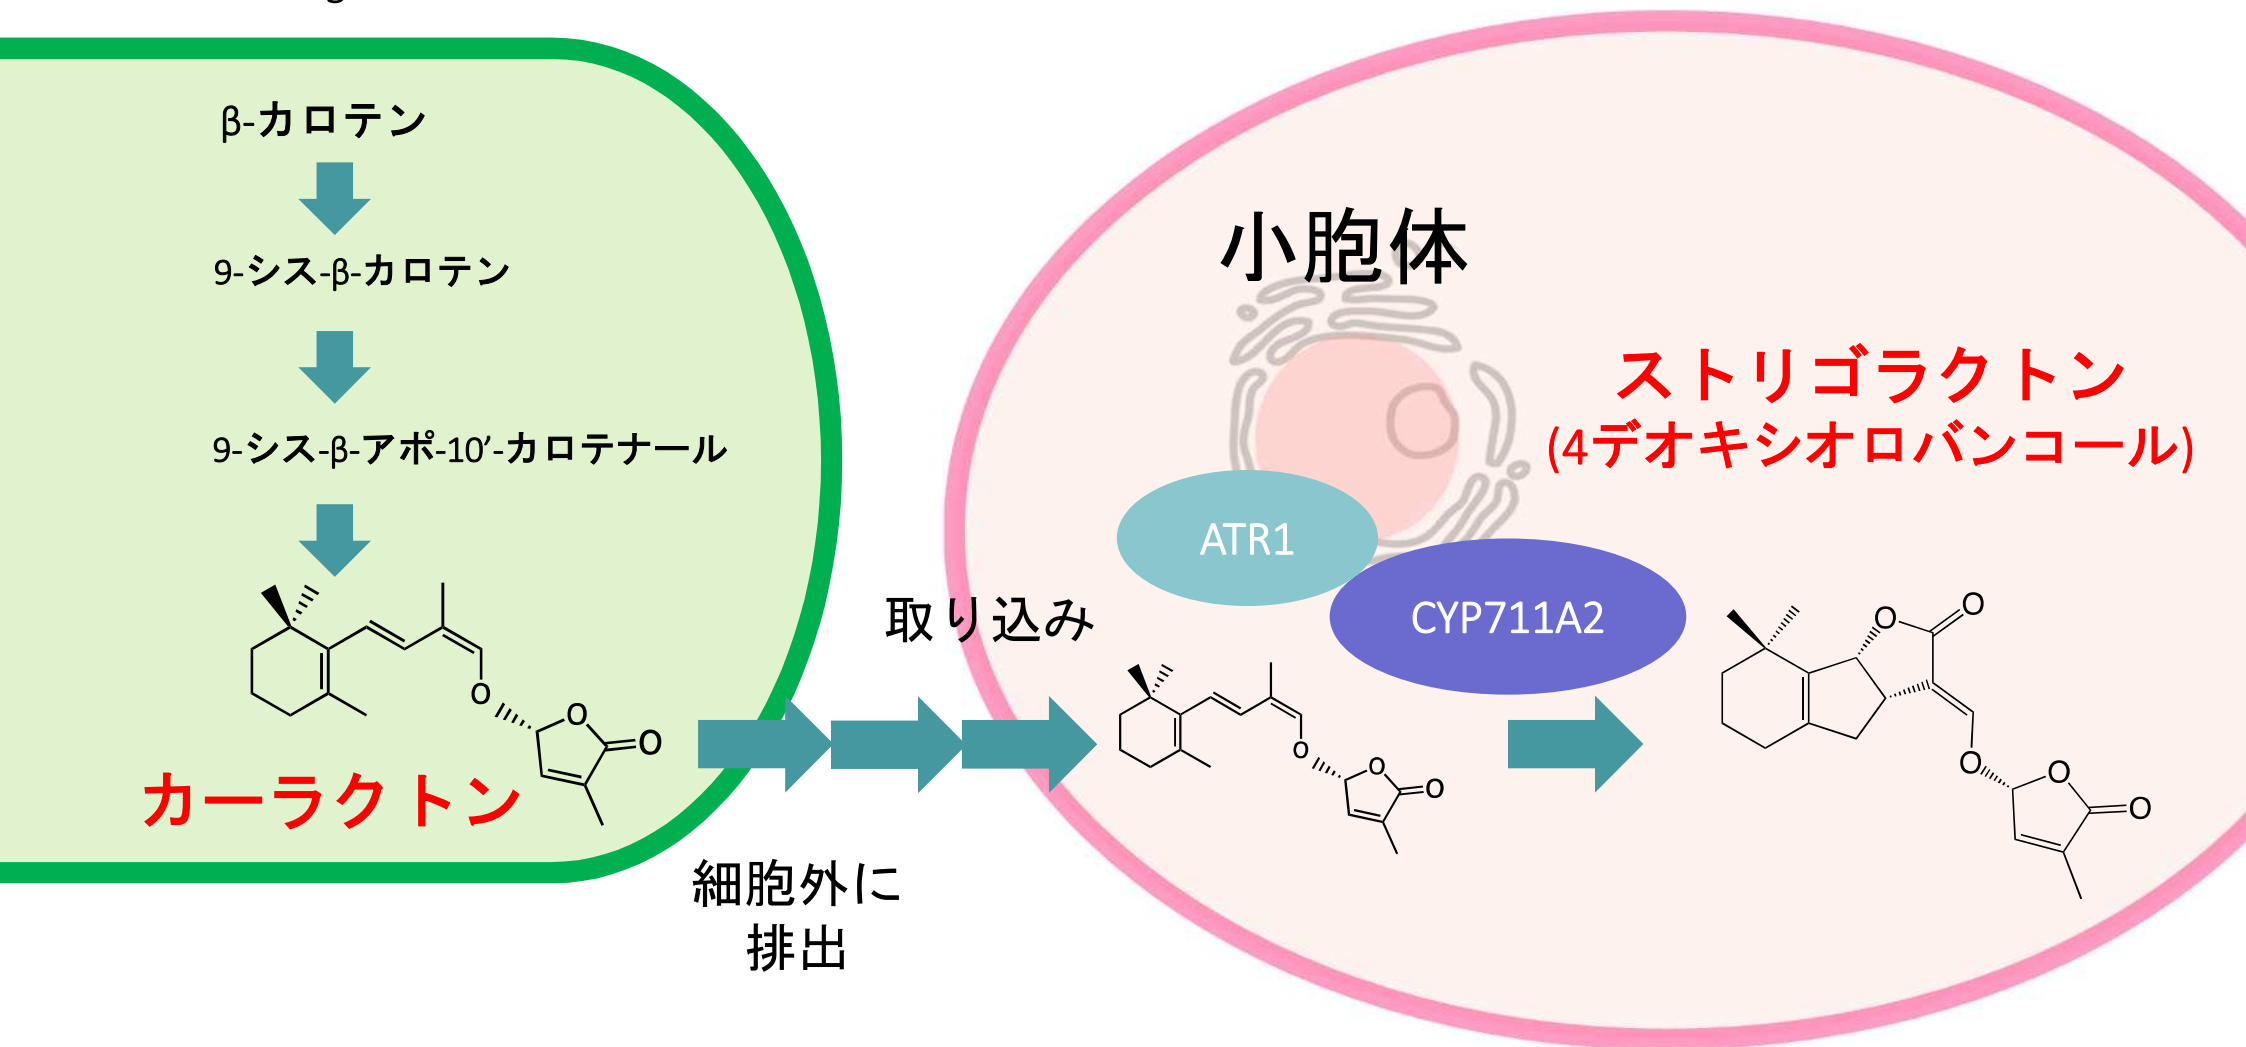 β-カロテン
9-シス-β-カロテン
9-シス-β-アポ-10′-カロテナール
O
O
O
カーラクトン
細胞外に
排出
取り込み
小胞体
ATR1
CYP711A2
O
O
O
ストリゴラクトン
(4デオキシオロバンコール)
O
O
O
O
O